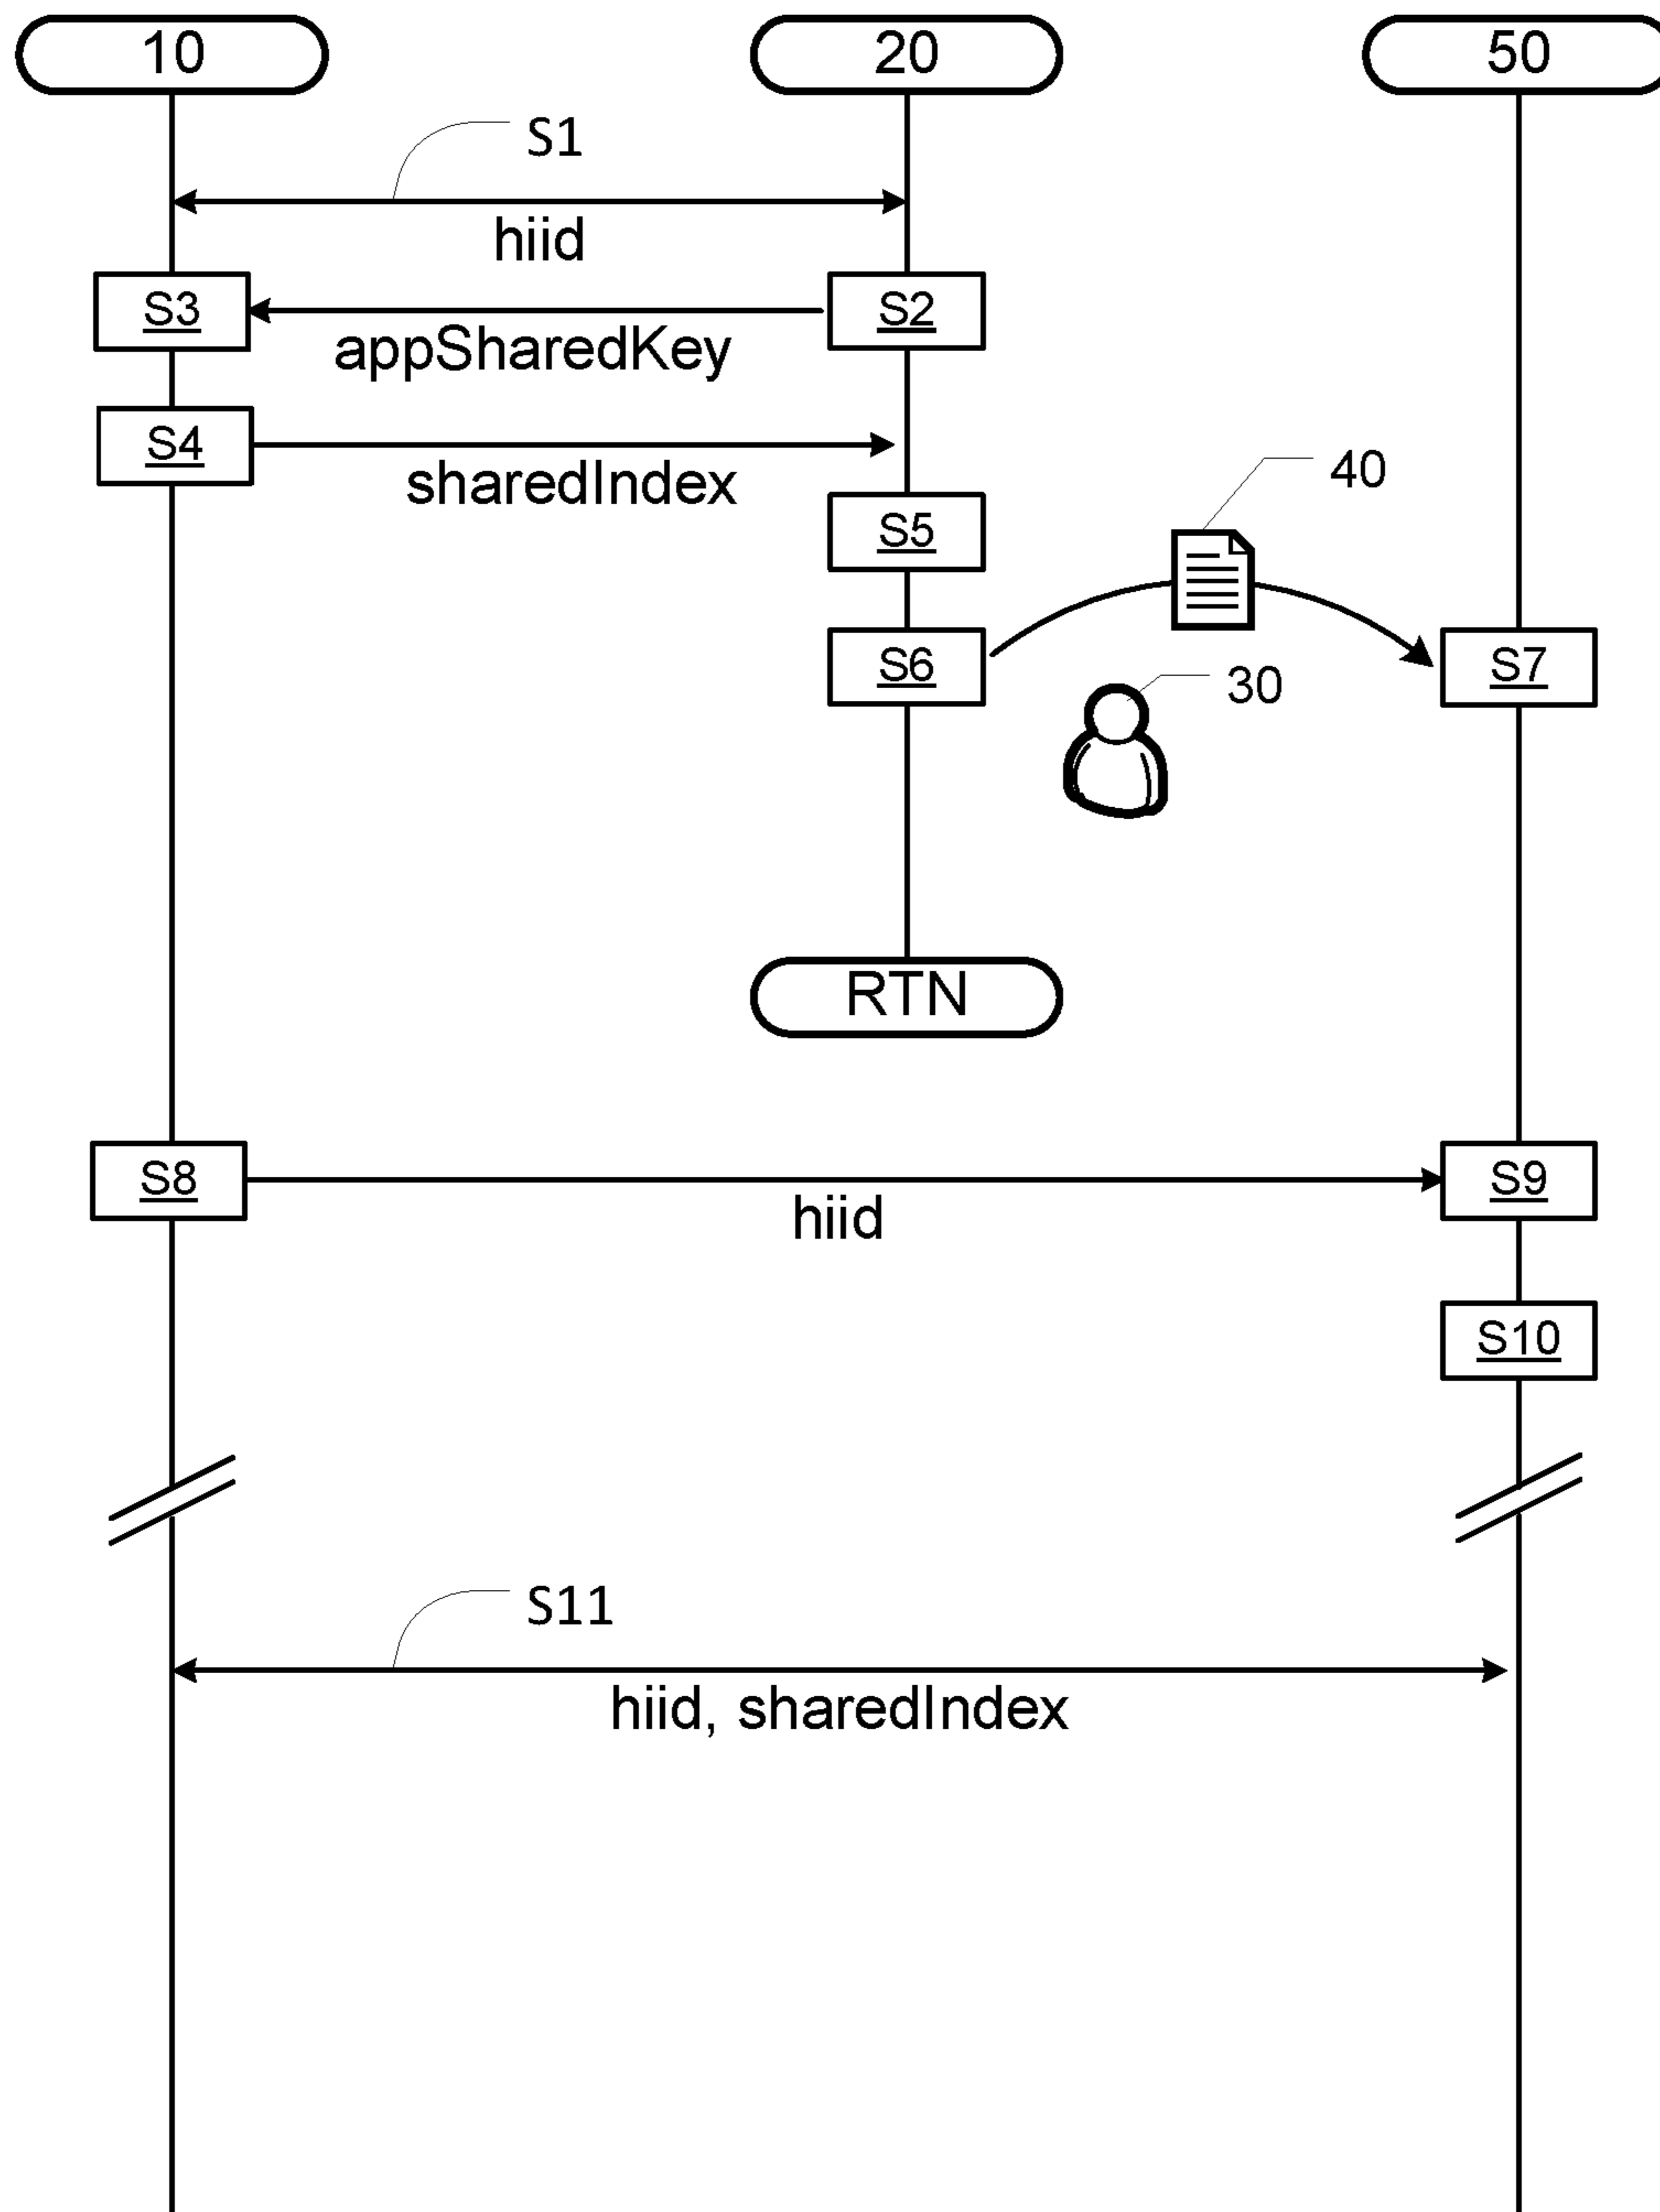 10 20 50
S1
hiid
S3 S2
appSharedKey
S4
sharedIndex
40
S5
S6 S7
30
RTN
S8 S9
hiid
S10
S11
hiid, sharedIndex